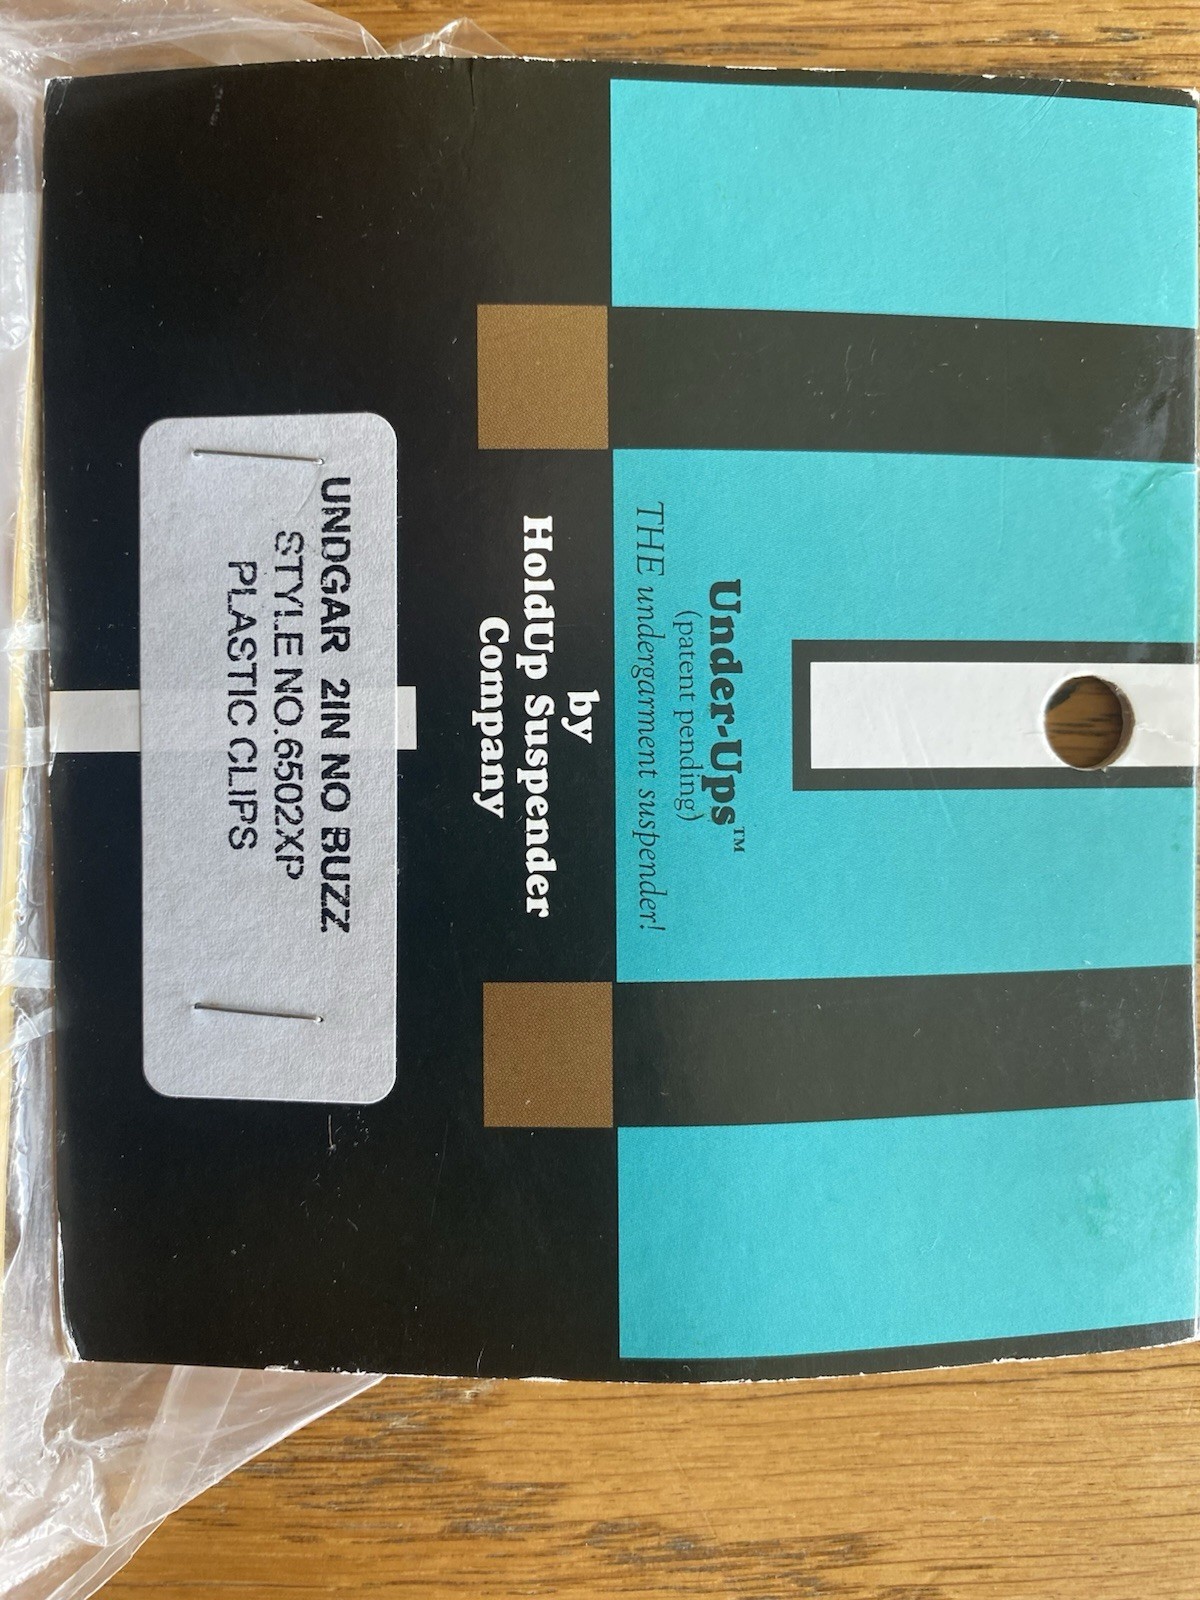 Under-Ups™
(patent pending)
THE undergarment suspender!
by
HoldUp Suspender
Company
UNDGAR 2IN NO BUZZ
STYLE NO.6502XP
PLASTIC CLIPS